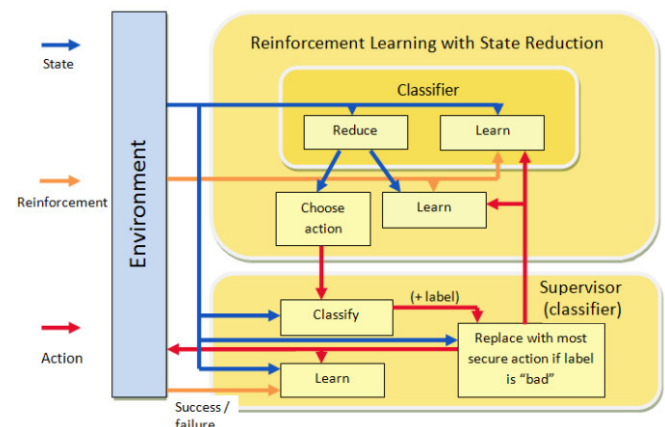 State
Reinforcement
Action
Environment
Reinforcement Learning with State Reduction
Classifier
Reduce
Learn
Choose
action
Learn
Supervisor
(classifier)
(+ label)
Classify
Replace with most
secure action if label
is “bad”
Learn
Success /
failure